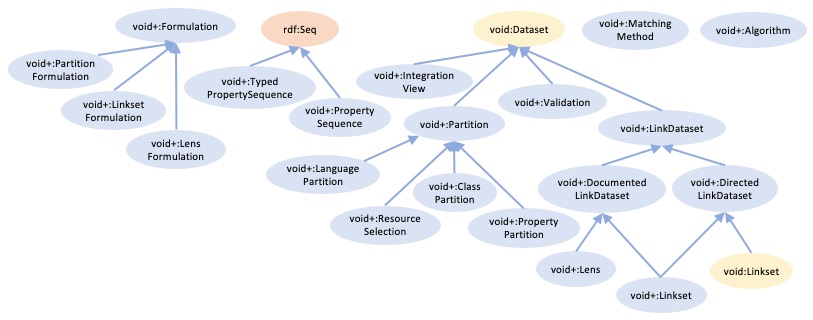 void+:Formulation
rdf:Seq
void:Dataset
void+:Matching
Method
void+:Algorithm
void+:Partition
Formulation
void+:Typed
PropertySequence
void+:Integration
View
void+:Linkset
Formulation
void+:Property
Sequence
void+:Validation
void+:Partition
void+:LinkDataset
void+:Lens
Formulation
void+:Language
Partition
void+:Class
Partition
void+:Documented
LinkDataset
void+:Directed
LinkDataset
void+:Resource
Selection
void+:Property
Partition
void+:Lens
void:Linkset
void+:Linkset